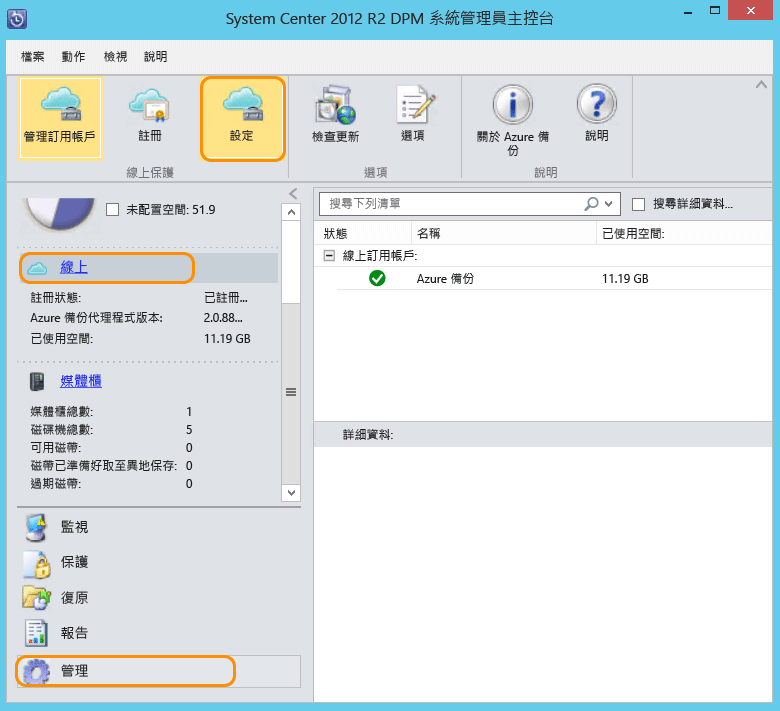 System Center 2012 R2 DPM 系統管理員主控台
檔案 動作 檢視 說明
管理訂用帳戶 註冊 設定 檢查更新 選項 關於 Azure 備份 說明
線上保護 選項 說明
未配置空間: 51.9
線上
註冊狀態: 已註冊...
Azure 備份代理程式版本: 2.0.88...
已使用空間: 11.19 GB
媒體櫃
媒體櫃總數: 1
磁碟機總數: 5
可用磁帶: 0
磁帶已準備好取至異地保存: 0
過期磁帶: 0
監視
保護
復原
報告
管理
搜尋下列清單 搜尋詳細資料...
狀態 名稱 已使用空間:
線上訂用帳戶:
Azure 備份 11.19 GB
詳細資料: